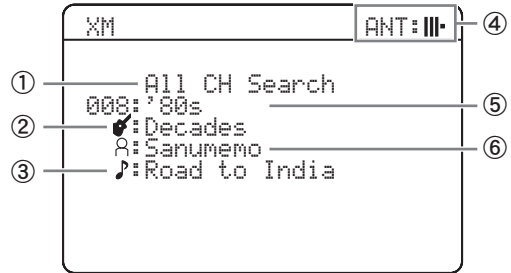 XM ANT:
④
① All CH Search
008:'80s ⑤
② :Decades
:Sanumemo ⑥
③ ♪:Road to India